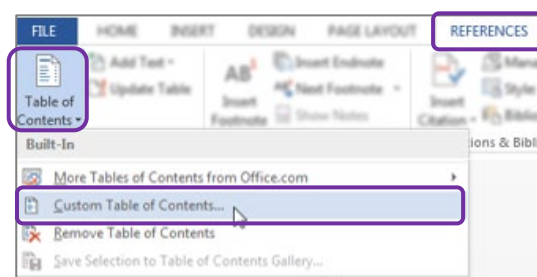 FILE HOME INSERT DESIGN PAGE LAYOUT REFERENCES
Add Text
Update Table
Table of
Contents
AB¹
Insert
Footnote
Insert Endnote
Next Footnote
Show Notes
Insert
Citation
Style
Built-In
ions & Bibli
More Tables of Contents from Office.com
Custom Table of Contents...
Remove Table of Contents
Save Selection to Table of Contents Gallery...